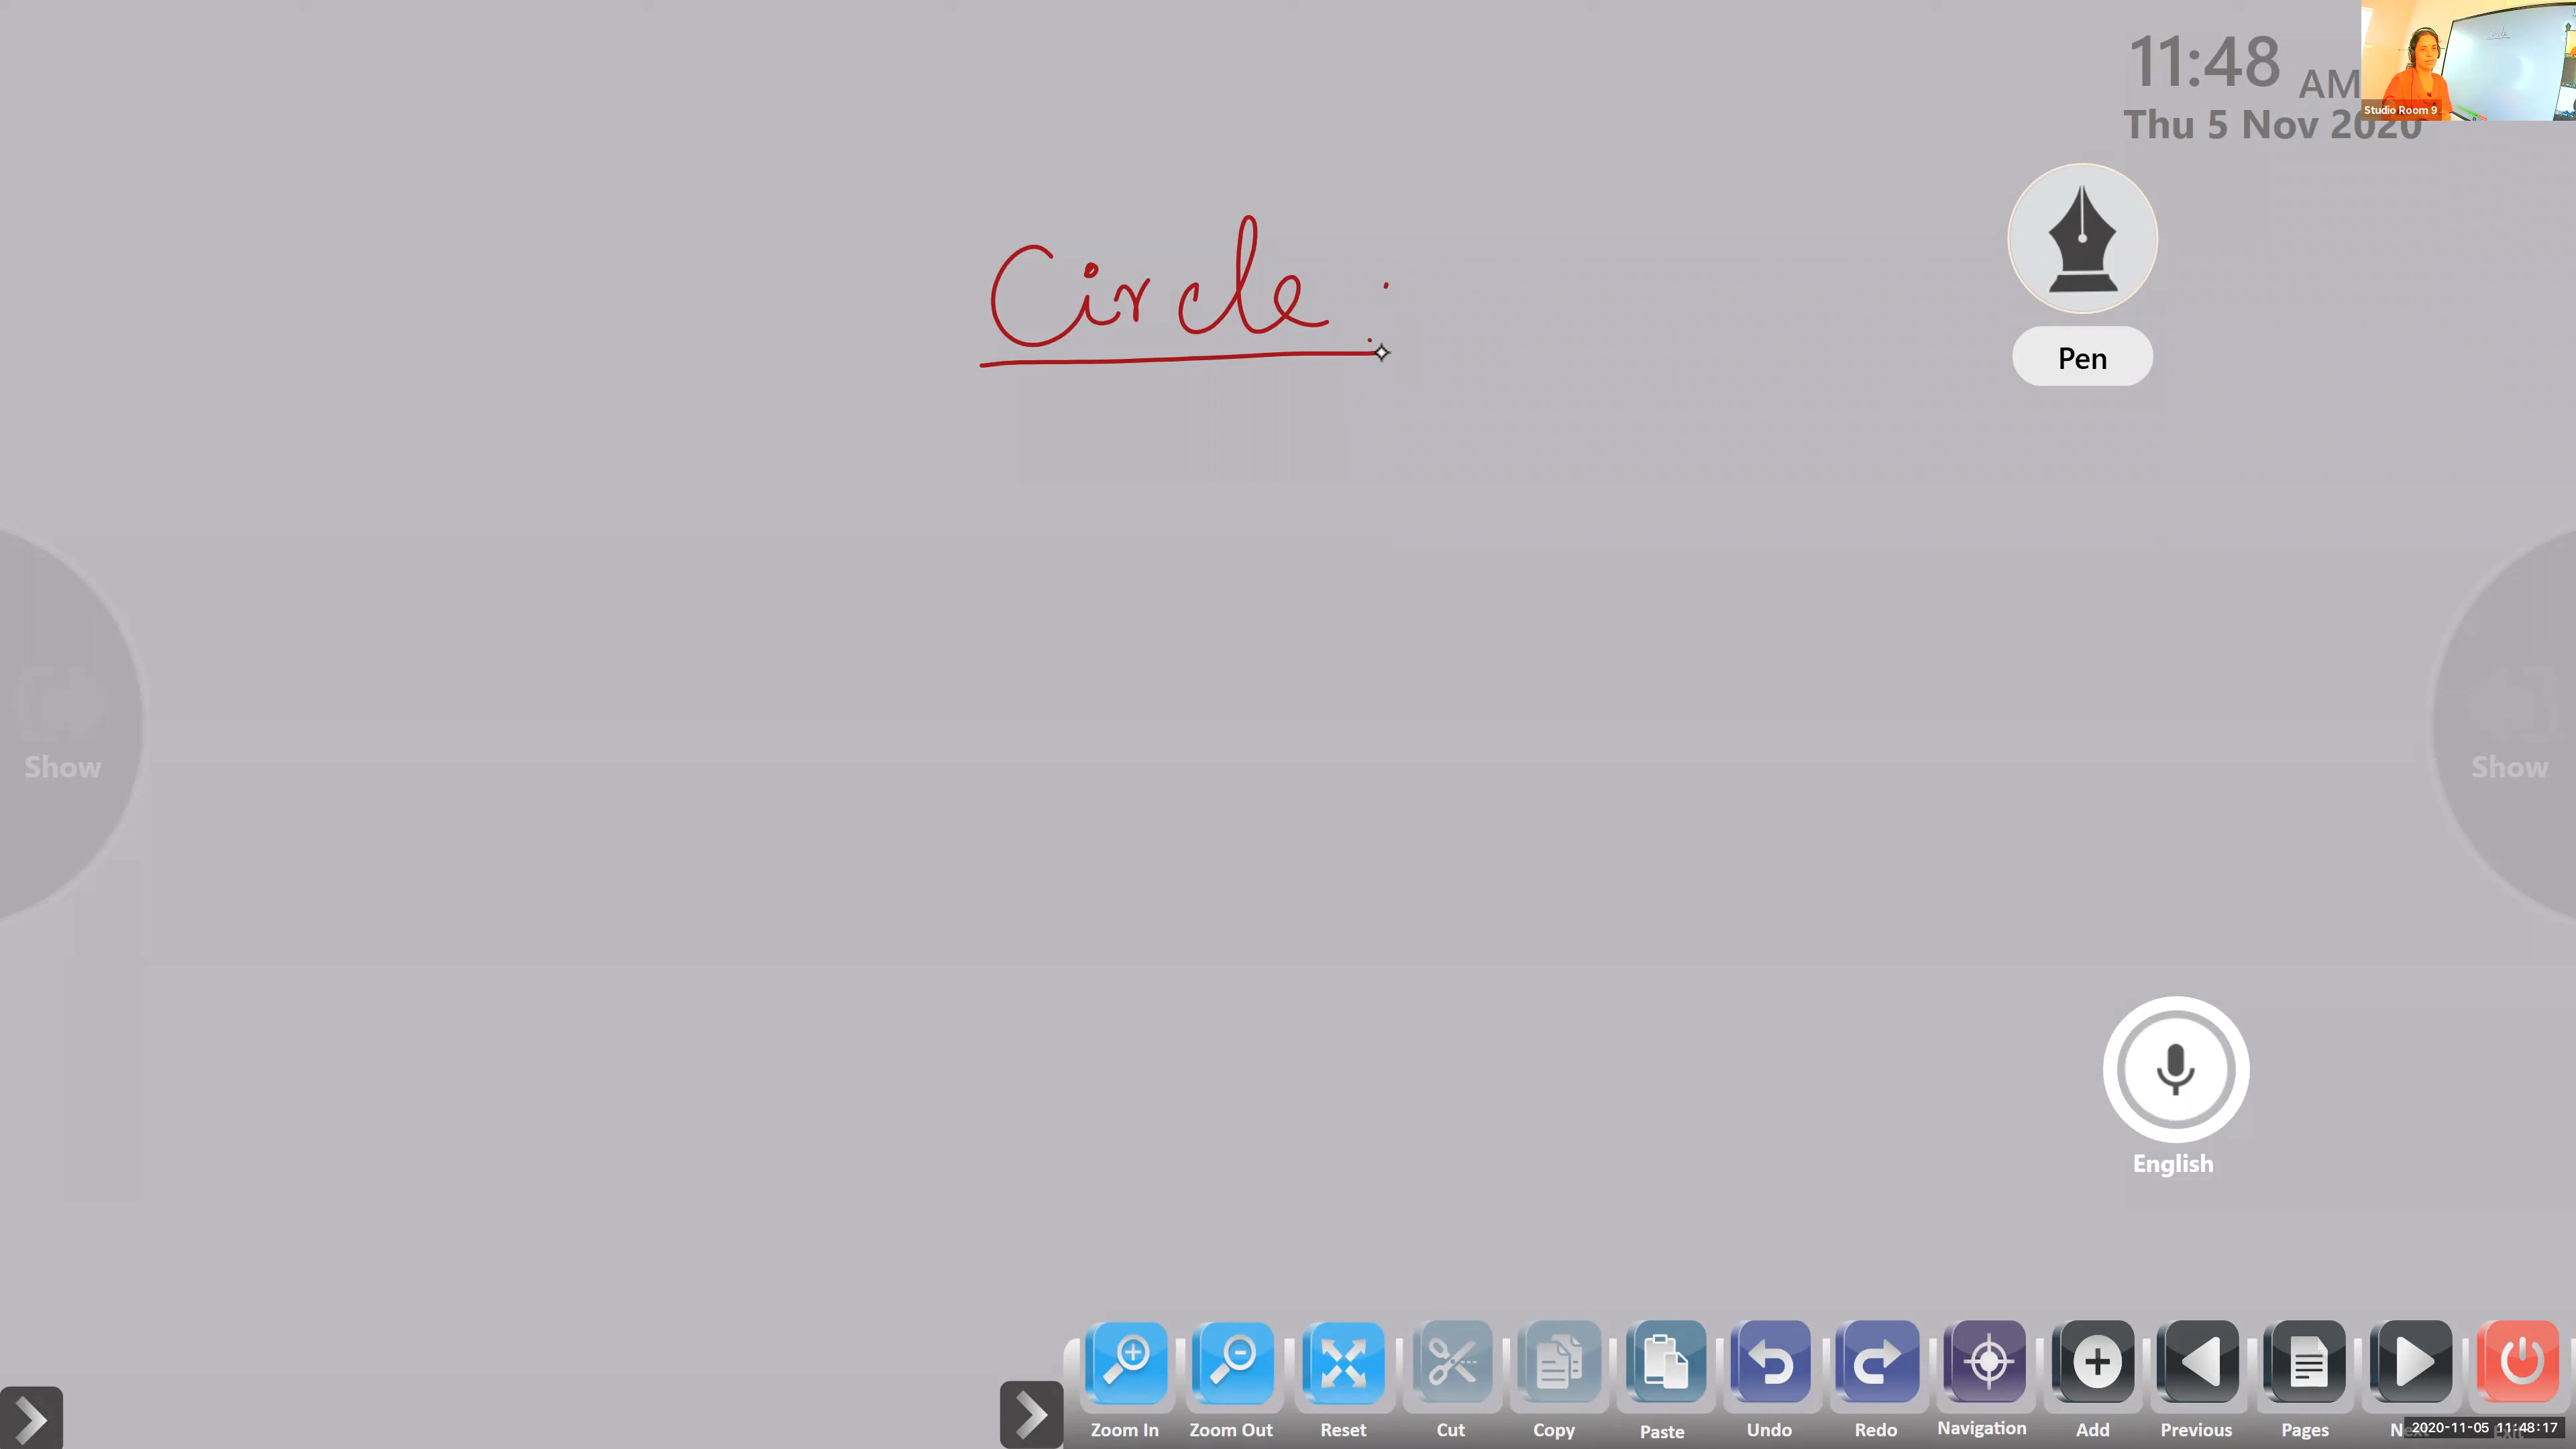 11:48 AM
Studio Room 9
Thu 5 Nov 2020
Circle :
Pen
Show
Show
English
Zoom In
Zoom Out
Reset
Cut
Copy
Paste
Undo
Redo
Navigation
Add
Previous
Pages
2020-11-05 11:48:17